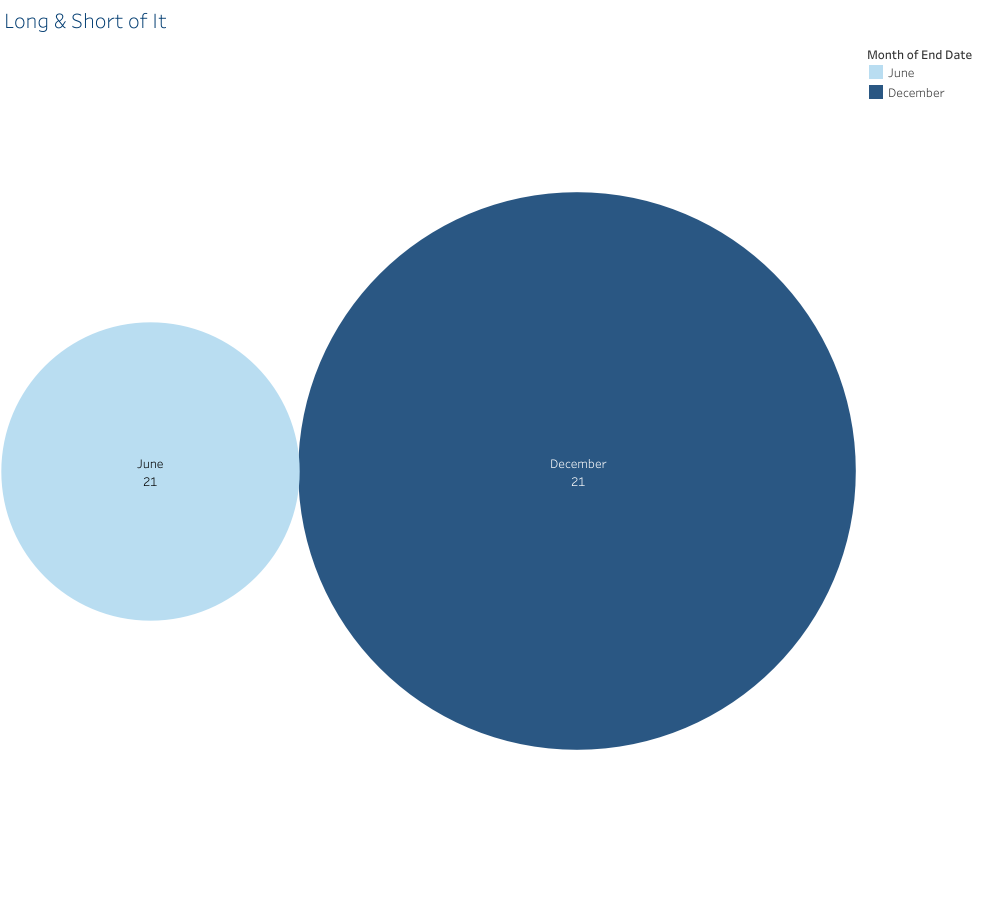 Long & Short of It
Month of End Date
June
December
June
21
December
21